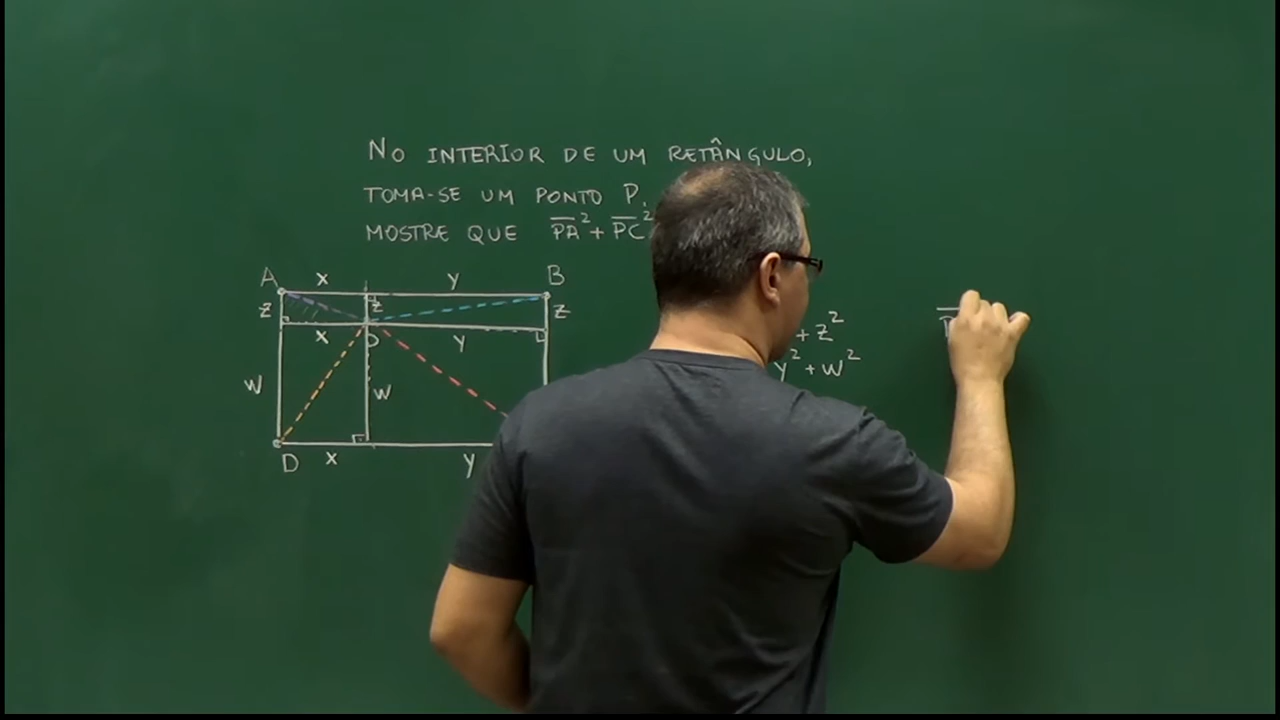 NO INTERIOR DE UM RETÂNGULO,
TOMA-SE UM PONTO P.
MOSTRE QUE PA² + PC²
A x y B
z z z
x P y
w w
D x y
+ z²
y² + w²
P